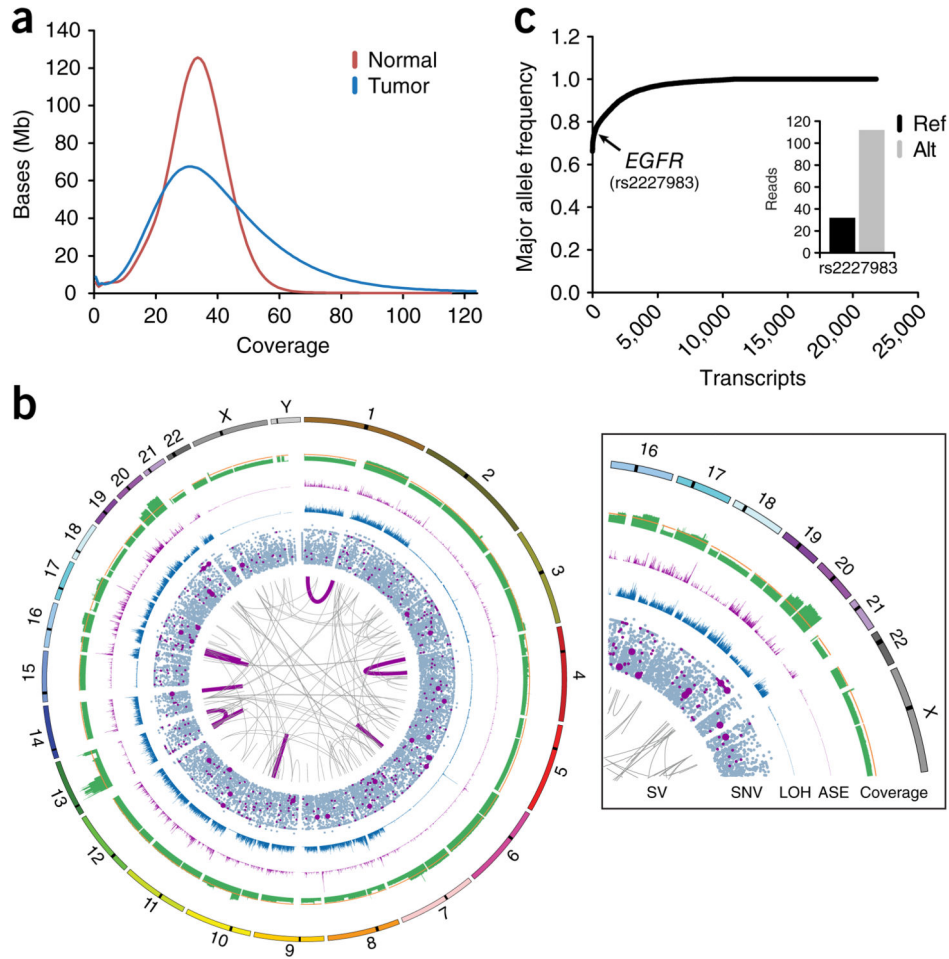 a
140
120
100
80
60
40
20
0
Bases (Mb)
Normal
Tumor
0 20 40 60 80 100 120
Coverage
c
1.2
1.0
0.8
0.6
0.4
0.2
0.0
Major allele frequency
EGFR
(rs2227983)
120
100
80
60
40
20
0
Reads
rs2227983
Ref
Alt
0 5,000 10,000 15,000 20,000 25,000
Transcripts
b
1
2
3
4
5
6
7
8
9
10
11
12
13
14
15
16
17
18
19
20
21
22
X
Y
16
17
18
19
20
21
22
X
SV SNV LOH ASE Coverage